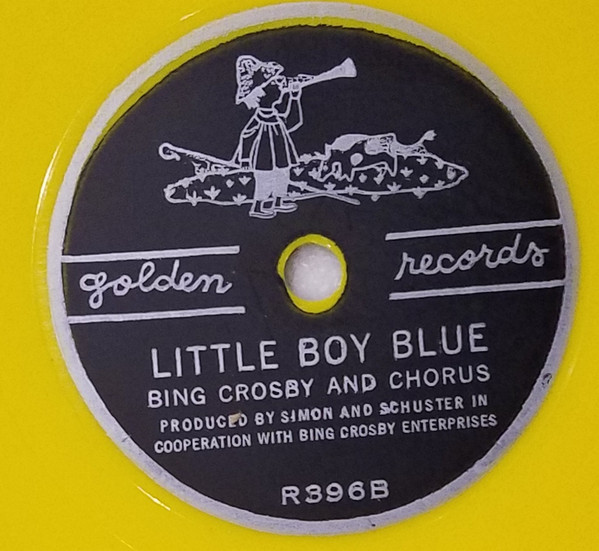 golden records
LITTLE BOY BLUE
BING CROSBY AND CHORUS
PRODUCED BY SIMON AND SCHUSTER IN
COOPERATION WITH BING CROSBY ENTERPRISES
R396B